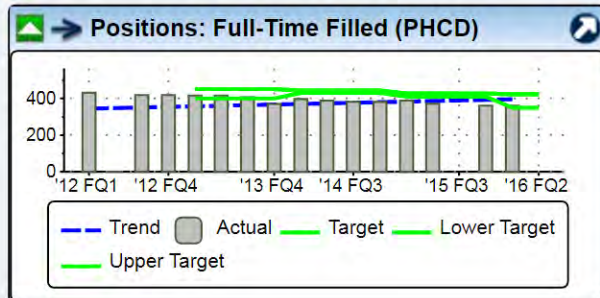 Positions: Full-Time Filled (PHCD)
400
200
0
'12 FQ1 '12 FQ4 '13 FQ4 '14 FQ3 '15 FQ3 '16 FQ2
Trend Actual Target Lower Target
Upper Target